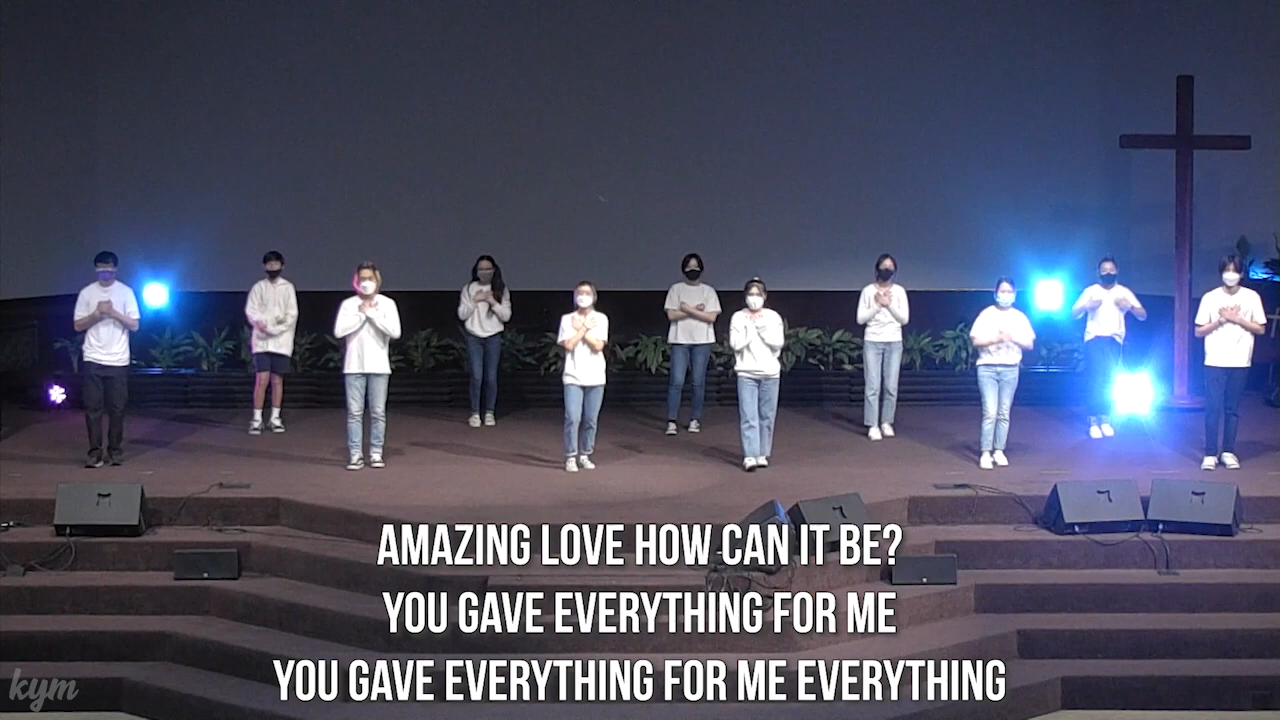 AMAZING LOVE HOW CAN IT BE?
YOU GAVE EVERYTHING FOR ME
YOU GAVE EVERYTHING FOR ME EVERYTHING
kym